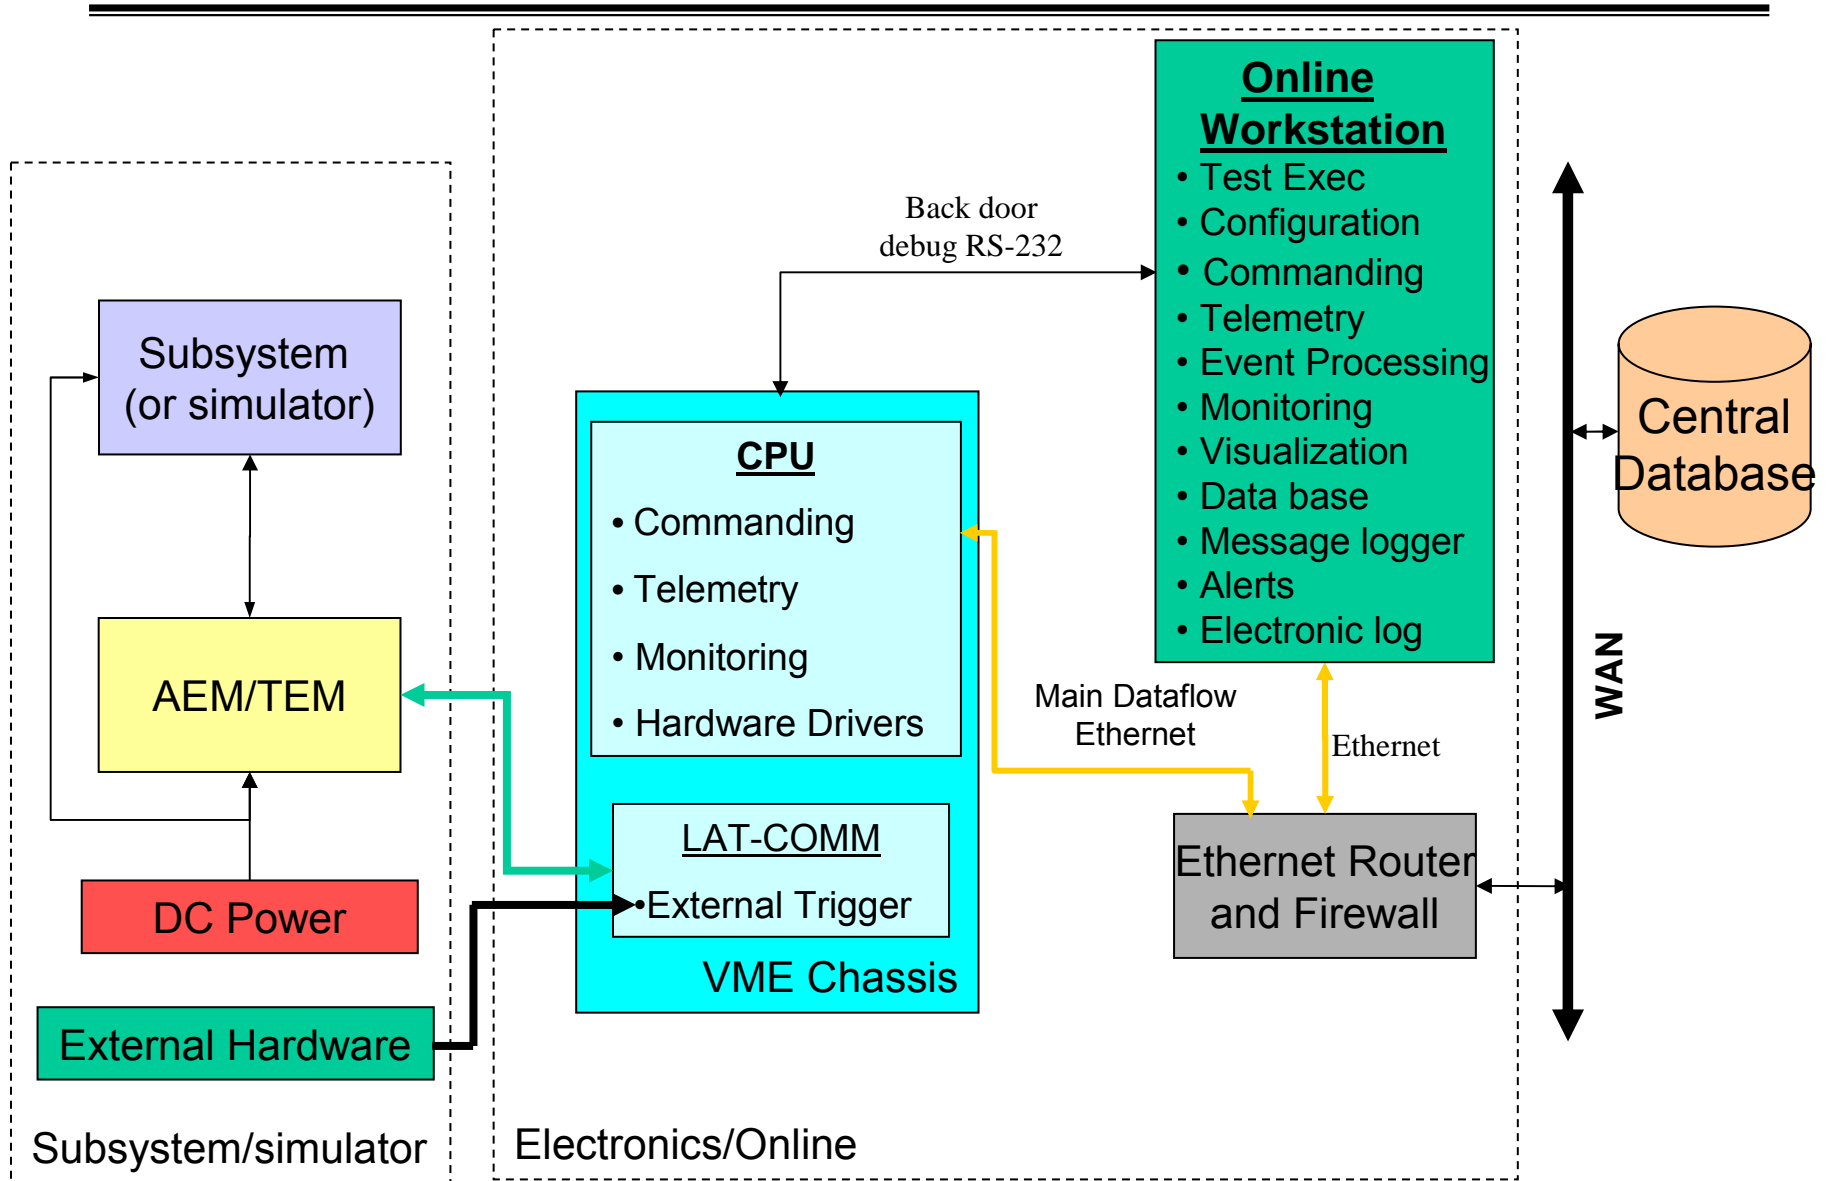 Online
Workstation
• Test Exec
• Configuration
• Commanding
• Telemetry
• Event Processing
• Monitoring
• Visualization
• Data base
• Message logger
• Alerts
• Electronic log
Back door
debug RS-232
Subsystem
(or simulator)
AEM/TEM
DC Power
External Hardware
Subsystem/simulator
CPU
• Commanding
• Telemetry
• Monitoring
• Hardware Drivers
LAT-COMM
•External Trigger
VME Chassis
Main Dataflow
Ethernet
Ethernet
Ethernet Router
and Firewall
Electronics/Online
WAN
Central
Database